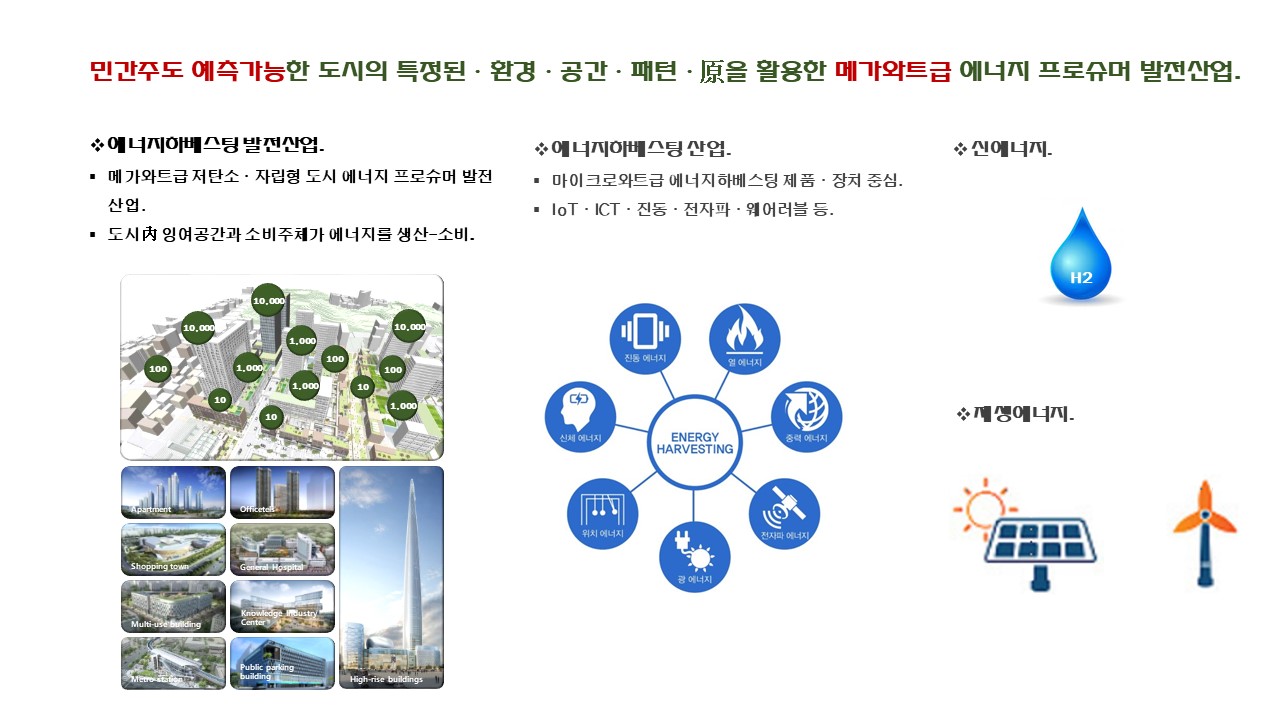 민간주도 예측가능한 도시의 특정된 · 환경 · 공간 · 패턴 · 原을 활용한 메가와트급 에너지 프로슈머 발전산업.
❖에너지하베스팅 발전산업.
▪ 메가와트급 저탄소 · 자립형 도시 에너지 프로슈머 발전
산업.
▪ 도시內 잉여공간과 소비주체가 에너지를 생산-소비.
10,000
10,000
10,000
1,000
100
100
1,000
100
1,000
10
10
1,000
10
Apartment
Officetels
Shopping town
General Hospital
Multi-use building
Knowledge Industry
Center
Metro station
Public parking
building
High-rise buildings
❖에너지하베스팅 산업.
▪ 마이크로와트급 에너지하베스팅 제품 · 장치 중심.
▪ IoT · ICT · 진동 · 전자파 · 웨어러블 등.
진동 에너지
열 에너지
신체 에너지
중력 에너지
ENERGY
HARVESTING
위치 에너지
전자파 에너지
광 에너지
❖신에너지.
H2
❖재생에너지.